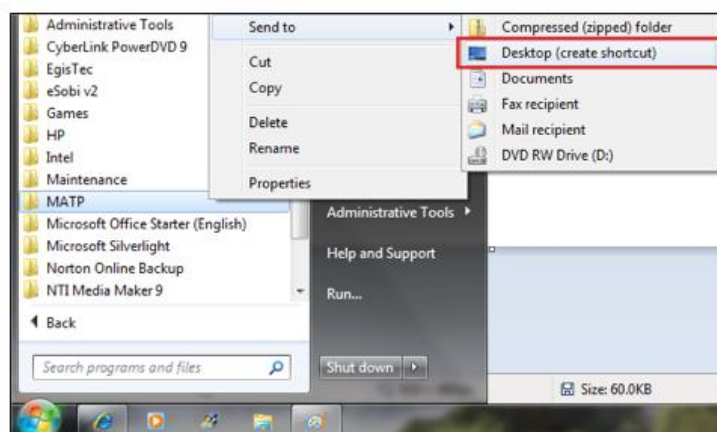 Administrative Tools
CyberLink PowerDVD 9
EgisTec
eSobi v2
Games
HP
Intel
Maintenance
MATP
Microsoft Office Starter (English)
Microsoft Silverlight
Norton Online Backup
NTI Media Maker 9
Back
Search programs and files
Send to
Cut
Copy
Delete
Rename
Properties
Compressed (zipped) folder
Desktop (create shortcut)
Documents
Fax recipient
Mail recipient
DVD RW Drive (D:)
Administrative Tools
Help and Support
Run...
Shut down
Size: 60.0KB